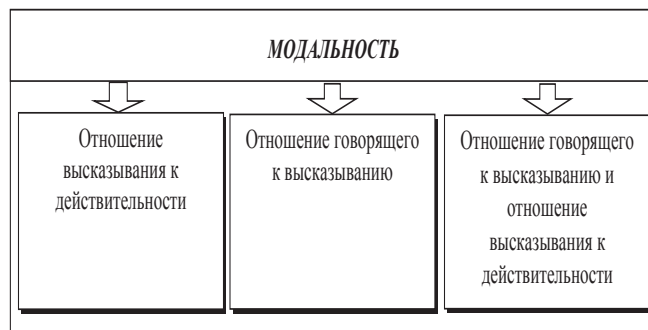 МОДАЛЬНОСТЬ
Отношение
высказывания к
действительности
Отношение говорящего
к высказыванию
Отношение говорящего
к высказыванию и
отношение
высказывания к
действительности